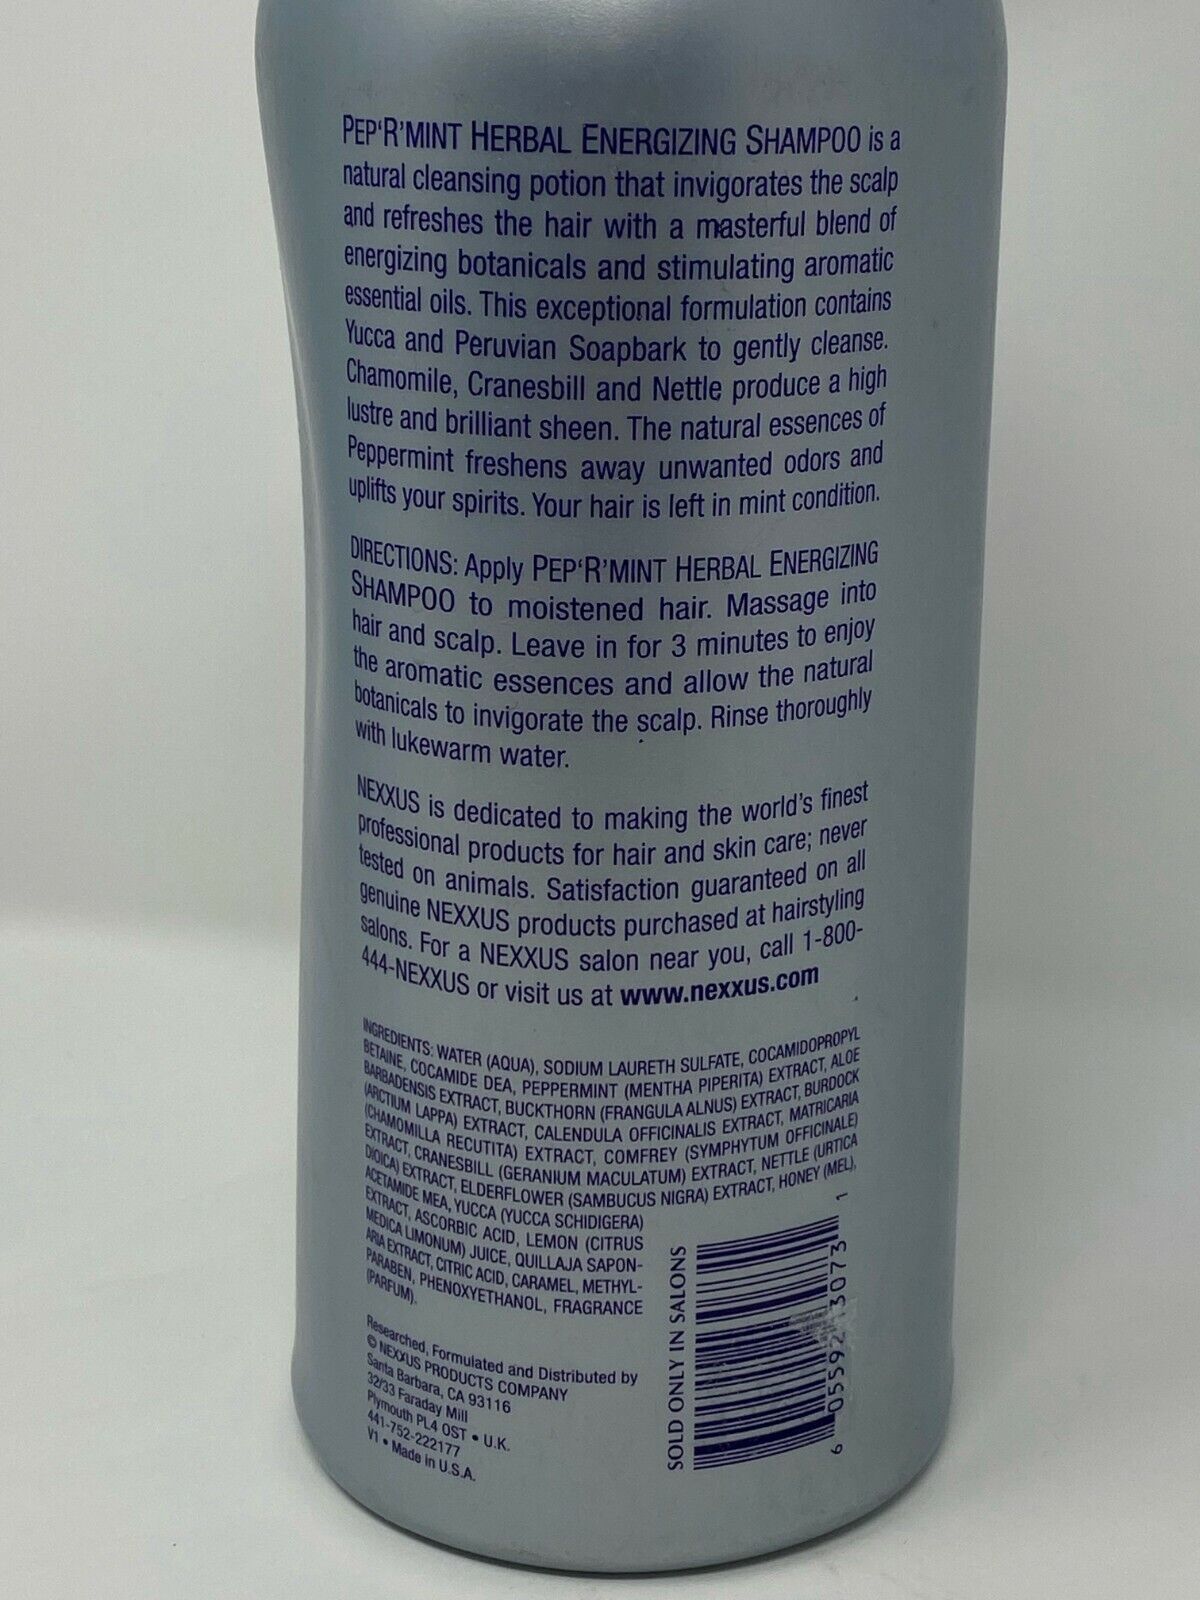 PEP'R'MINT HERBAL ENERGIZING SHAMPOO is a
natural cleansing potion that invigorates the scalp
and refreshes the hair with a masterful blend of
energizing botanicals and stimulating aromatic
essential oils. This exceptional formulation contains
Yucca and Peruvian Soapbark to gently cleanse.
Chamomile, Cranesbill and Nettle produce a high
lustre and brilliant sheen. The natural essences of
Peppermint freshens away unwanted odors and
uplifts your spirits. Your hair is left in mint condition.
DIRECTIONS: Apply PEP'R'MINT HERBAL ENERGIZING
SHAMPOO to moistened hair. Massage into
hair and scalp. Leave in for 3 minutes to enjoy
the aromatic essences and allow the natural
botanicals to invigorate the scalp. Rinse thoroughly
with lukewarm water.
NEXXUS is dedicated to making the world's finest
professional products for hair and skin care; never
tested on animals. Satisfaction guaranteed on all
genuine NEXXUS products purchased at hairstyling
salons. For a NEXXUS salon near you, call 1-800-
444-NEXXUS or visit us at www.nexxus.com
INGREDIENTS: WATER (AQUA), SODIUM LAURETH SULFATE, COCAMIDOPROPYL
BETAINE, COCAMIDE DEA, PEPPERMINT (MENTHA PIPERITA) EXTRACT, ALOE
BARBADENSIS EXTRACT, BUCKTHORN (FRANGULA ALNUS) EXTRACT, BURDOCK
(ARCTIUM LAPPA) EXTRACT, CALENDULA OFFICINALIS EXTRACT, MATRICARIA
(CHAMOMILLA RECUTITA) EXTRACT, COMFREY (SYMPHYTUM OFFICINALE)
EXTRACT, CRANESBILL (GERANIUM MACULATUM) EXTRACT, NETTLE (URTICA
DIOICA) EXTRACT, ELDERFLOWER (SAMBUCUS NIGRA) EXTRACT, HONEY (MEL),
ACETAMIDE MEA, YUCCA (YUCCA SCHIDIGERA)
EXTRACT, ASCORBIC ACID, LEMON (CITRUS
MEDICA LIMONUM) JUICE, QUILLAJA SAPON-
ARIA EXTRACT, CITRIC ACID, CARAMEL, METHYL-
PARABEN, PHENOXYETHANOL, FRAGRANCE
(PARFUM).
Researched, Formulated and Distributed by
© NEXXUS PRODUCTS COMPANY
Santa Barbara, CA 93116
32/33 Faraday Mill
Plymouth PL4 OST • U.K.
441-752-222177
V1 • Made in U.S.A.
SOLD ONLY IN SALONS
6 1